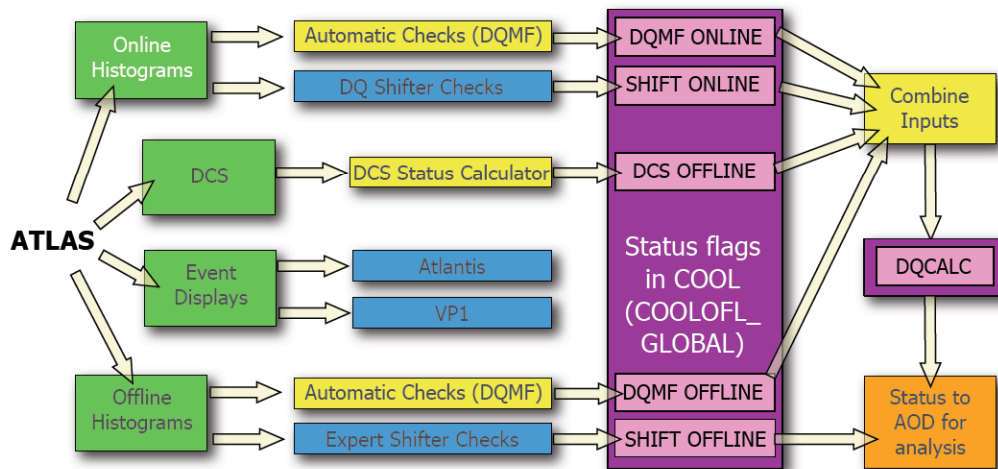 Online
Histograms
Automatic Checks (DQMF)
DQMF ONLINE
DQ Shifter Checks
SHIFT ONLINE
Combine
Inputs
DCS
DCS Status Calculator
DCS OFFLINE
ATLAS
Event
Displays
Atlantis
VP1
Status flags
in COOL
(COOLOFL_
GLOBAL)
DQCALC
Offline
Histograms
Automatic Checks (DQMF)
DQMF OFFLINE
Expert Shifter Checks
SHIFT OFFLINE
Status to
AOD for
analysis